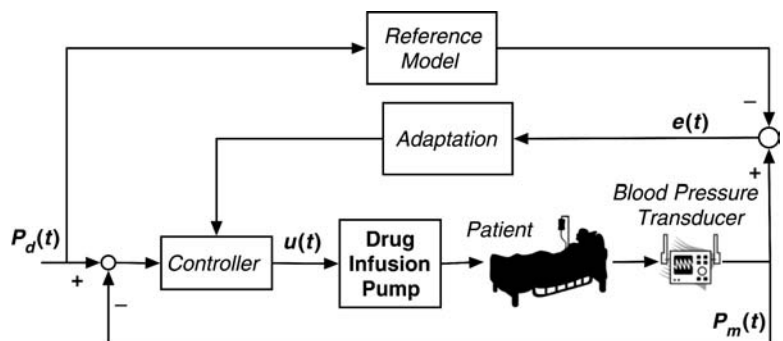 Reference
Model
−
e(t)
Adaptation
+
Blood Pressure
Transducer
P_d(t)
u(t)
Drug
Infusion
Pump
Patient
Controller
+
−
P_m(t)